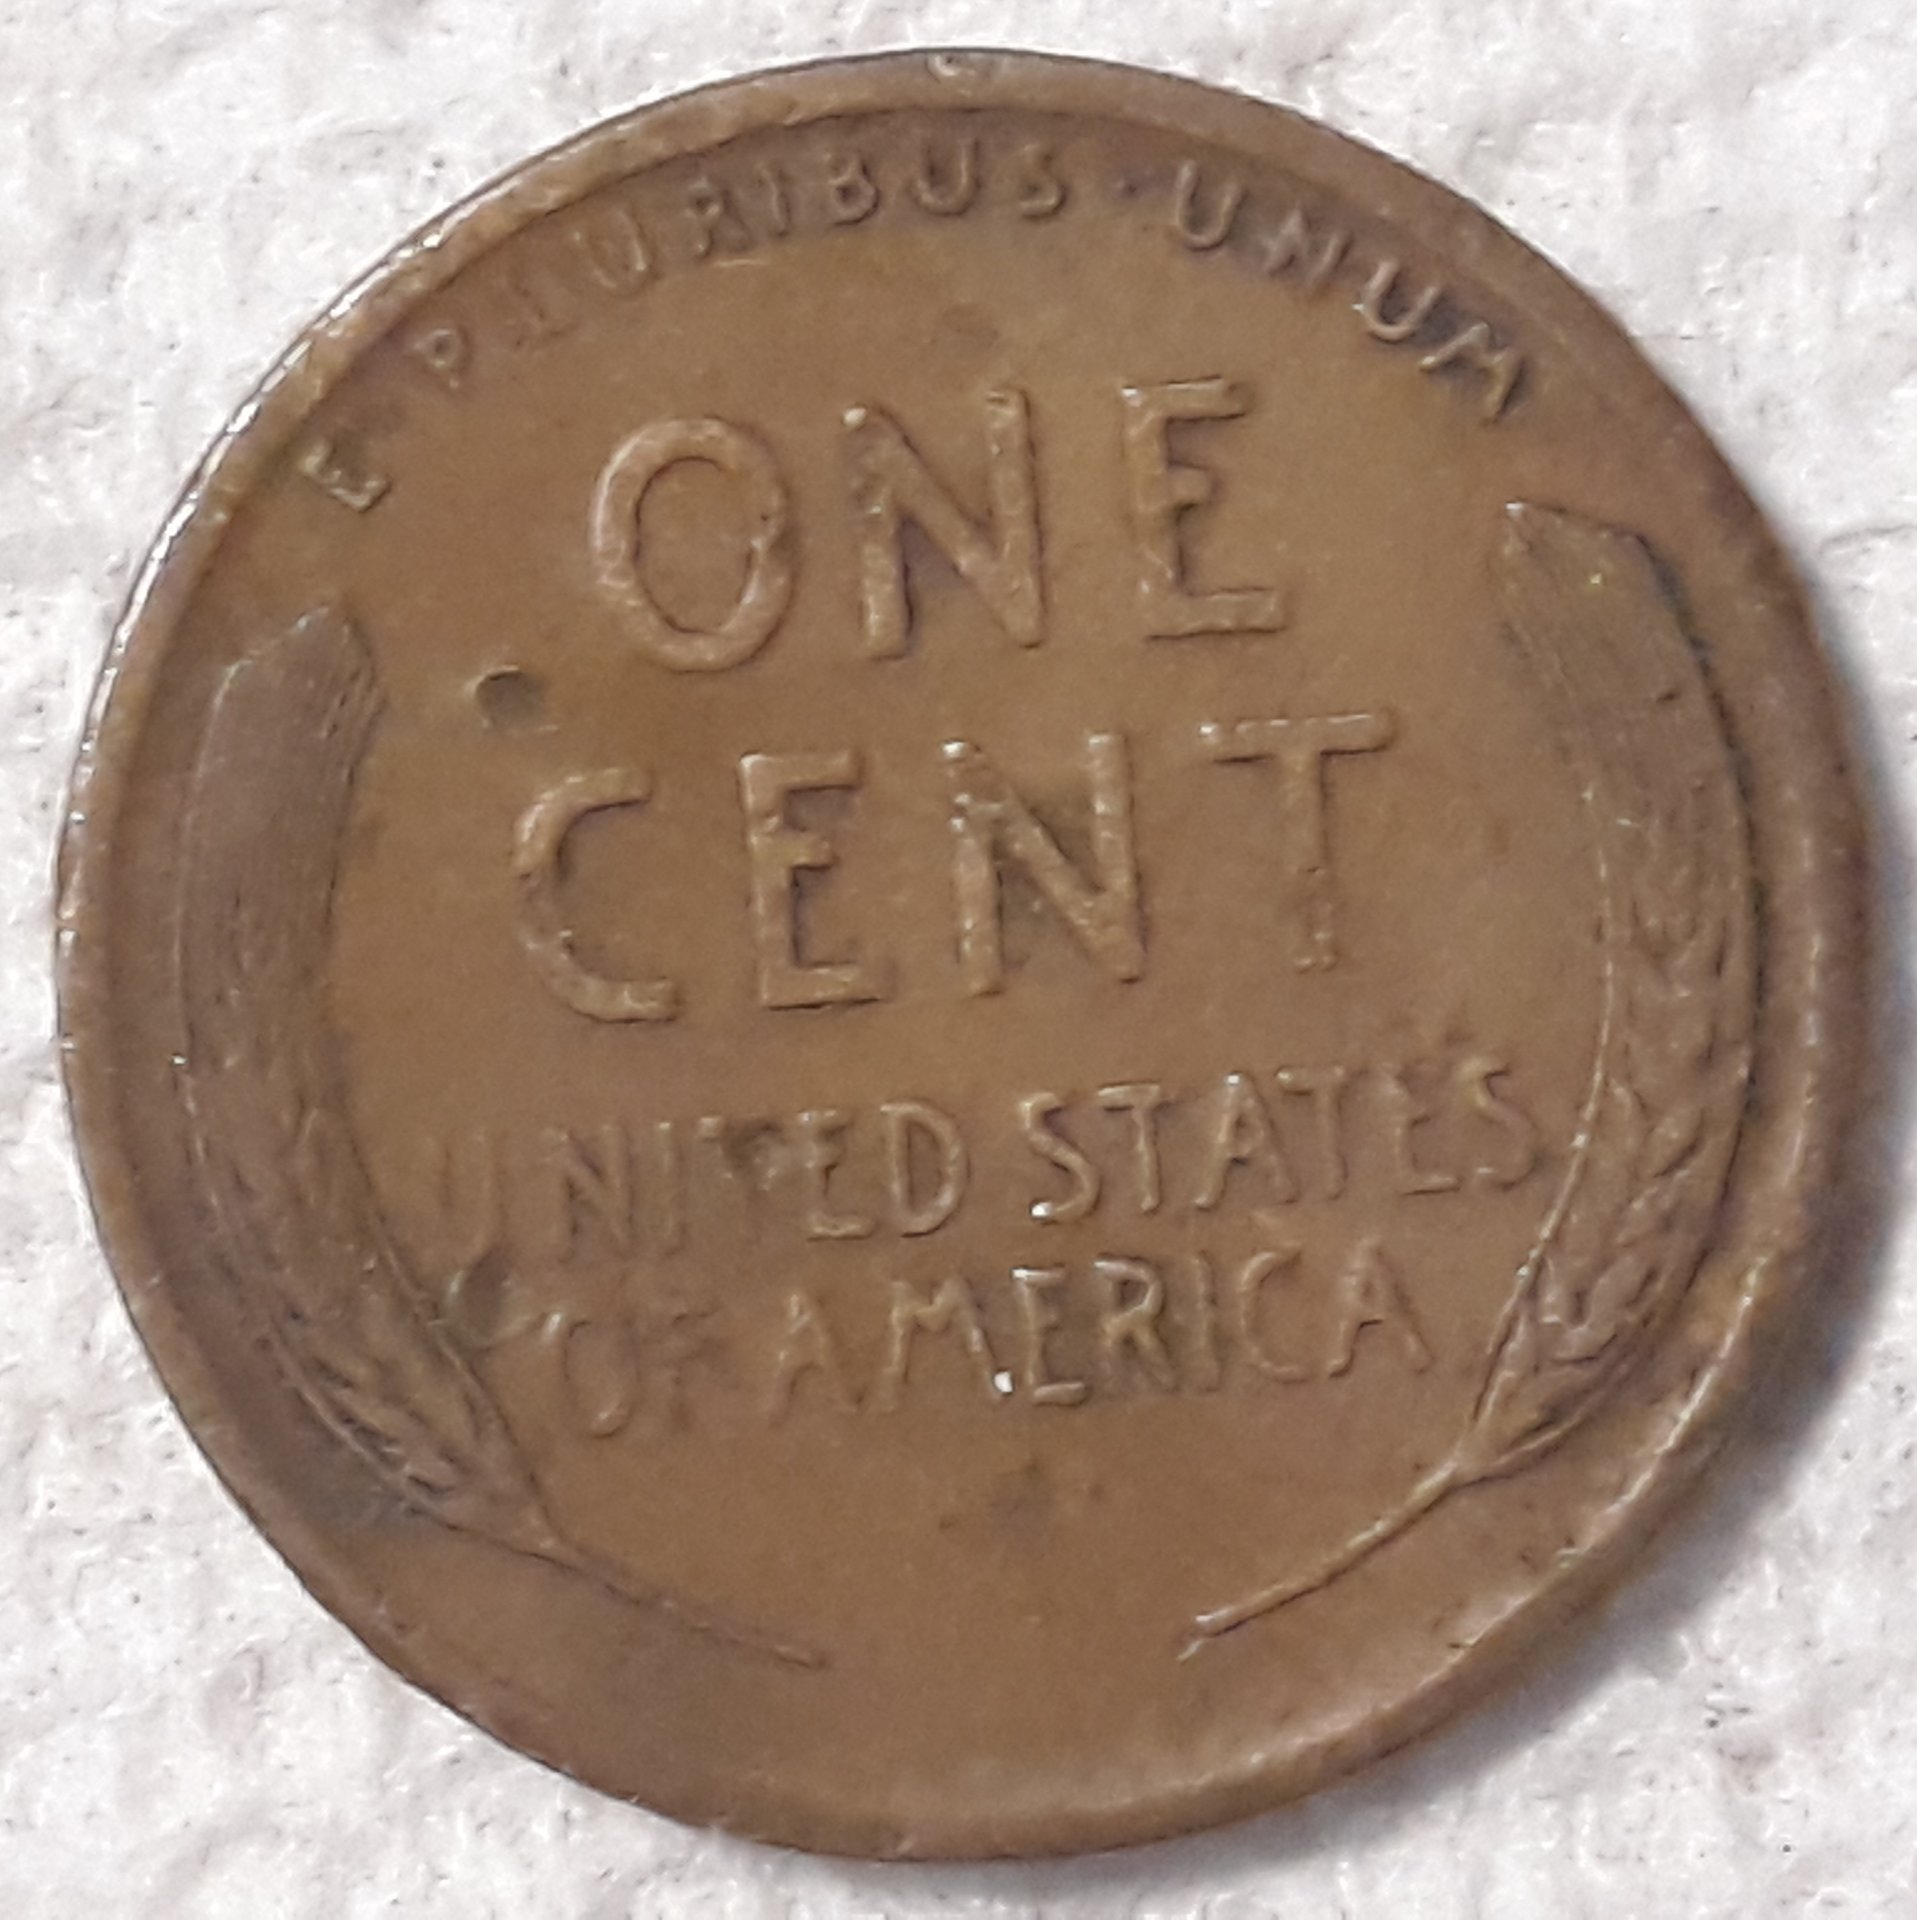 E · PLURIBUS · UNUM
ONE
CENT
UNITED STATES
OF AMERICA